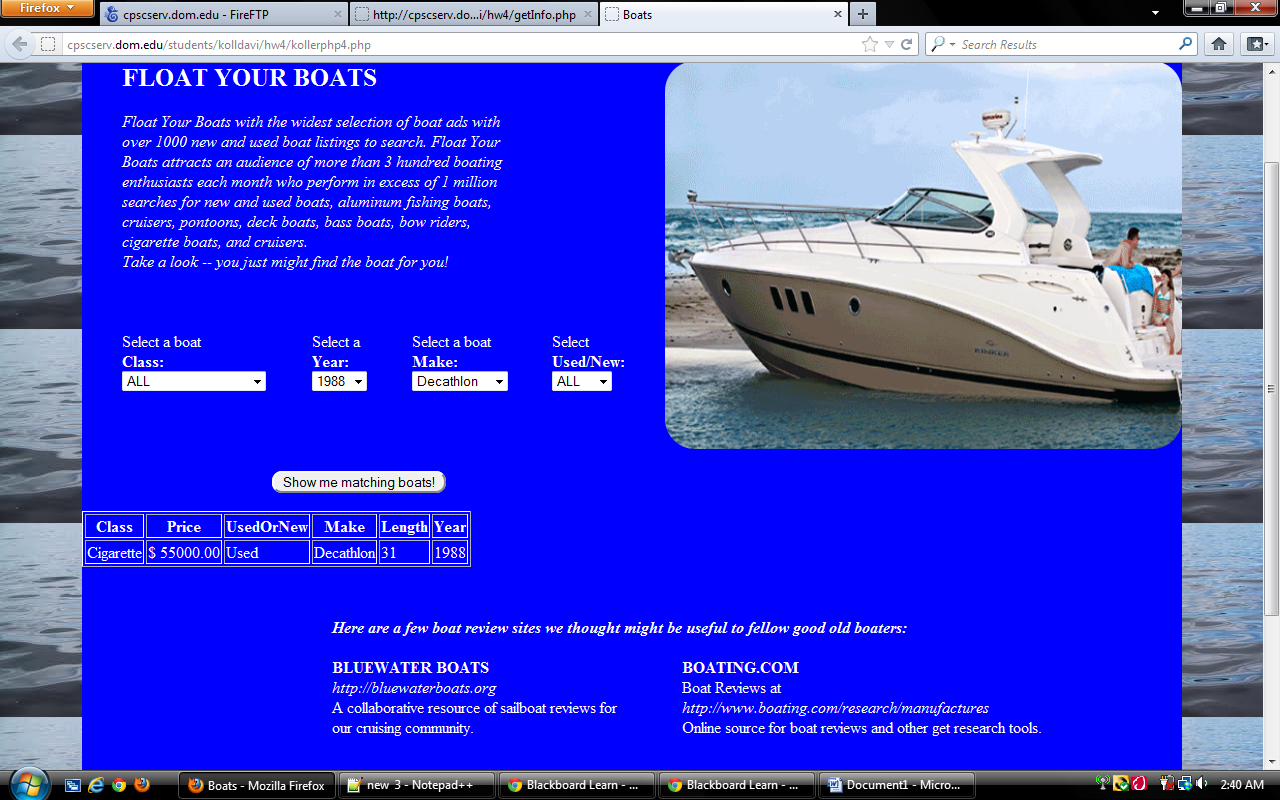 Firefox
cpscserv.dom.edu - FireFTP
http://cpscserv.do...i/hw4/getInfo.php
Boats
cpscserv.dom.edu/students/kolldavi/hw4/kollerphp4.php
Search Results
FLOAT YOUR BOATS
Float Your Boats with the widest selection of boat ads with
over 1000 new and used boat listings to search. Float Your
Boats attracts an audience of more than 3 hundred boating
enthusiasts each month who perform in excess of 1 million
searches for new and used boats, aluminum fishing boats,
cruisers, pontoons, deck boats, bass boats, bow riders,
cigarette boats, and cruisers.
Take a look -- you just might find the boat for you!
Select a boat Select a Select a boat Select
Class: Year: Make: Used/New:
ALL 1988 Decathlon ALL
RINKER
Show me matching boats!
Class Price UsedOrNew Make Length Year
Cigarette $ 55000.00 Used Decathlon 31 1988
Here are a few boat review sites we thought might be useful to fellow good old boaters:
BLUEWATER BOATS
http://bluewaterboats.org
A collaborative resource of sailboat reviews for
our cruising community.
BOATING.COM
Boat Reviews at
http://www.boating.com/research/manufactures
Online source for boat reviews and other get research tools.
Boats - Mozilla Firefox
new 3 - Notepad++
Blackboard Learn - ...
Blackboard Learn - ...
Document1 - Micro...
2:40 AM